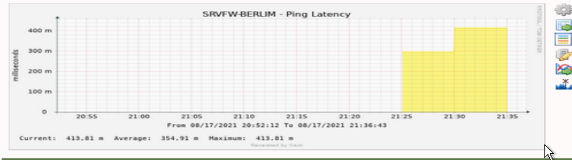 SRVFW-BERLIM - Ping Latency
milliseconds
400 m
300 m
200 m
100 m
0
20:55 21:00 21:05 21:10 21:15 21:20 21:25 21:30 21:35
From 08/17/2021 20:52:12 To 08/17/2021 21:36:43
Current: 413.81 m Average: 354.91 m Maximum: 413.81 m